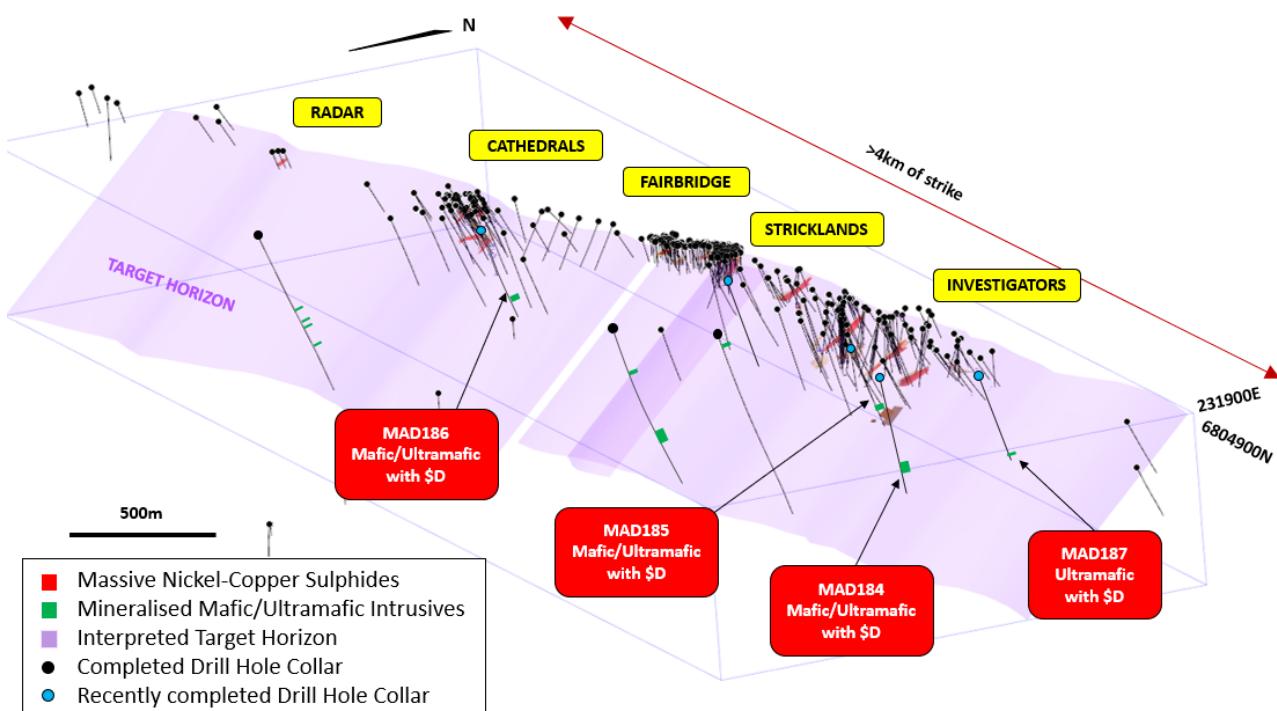 N
RADAR
CATHEDRALS
FAIRBRIDGE
STRICKLANDS
INVESTIGATORS
>4km of strike
TARGET HORIZON
231900E
6804900N
MAD186
Mafic/Ultramafic
with $D
MAD185
Mafic/Ultramafic
with $D
MAD184
Mafic/Ultramafic
with $D
MAD187
Ultramafic
with $D
500m
Massive Nickel-Copper Sulphides
Mineralised Mafic/Ultramafic Intrusives
Interpreted Target Horizon
Completed Drill Hole Collar
Recently completed Drill Hole Collar